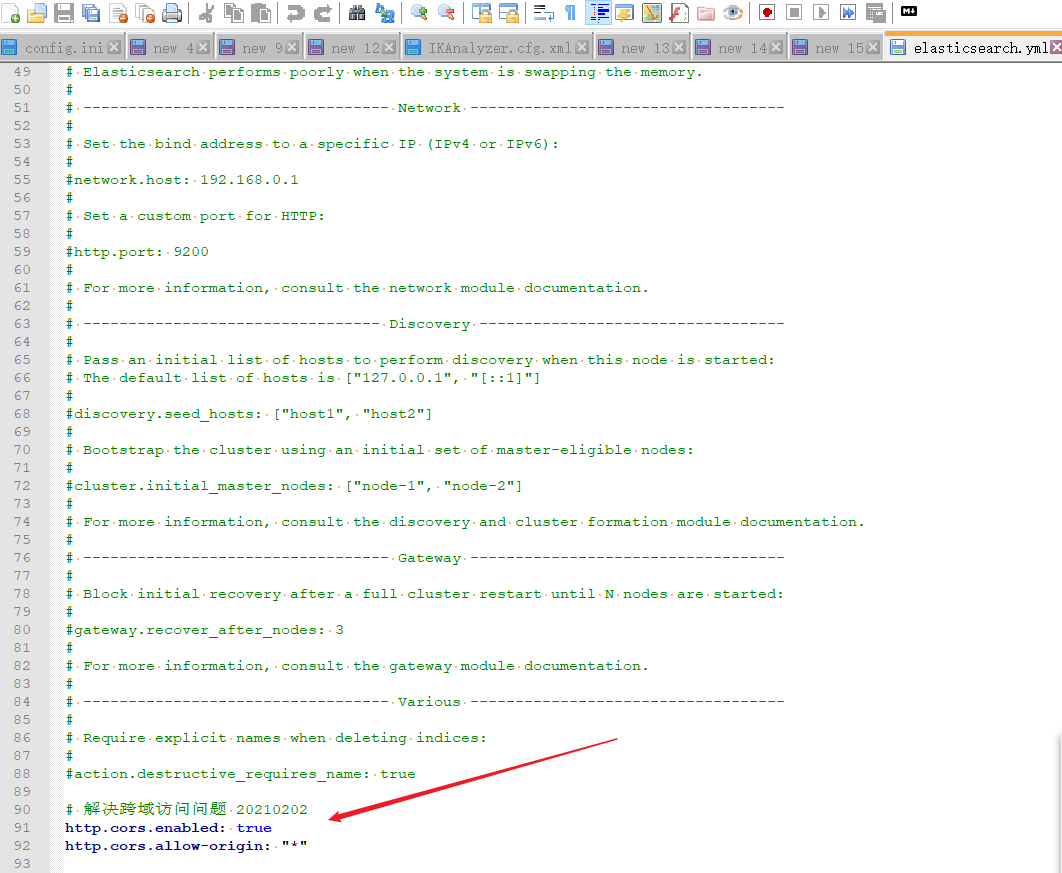 config.ini new 4 new 9 new 12 IKAnalyzer.cfg.xml new 13 new 14 new 15 elasticsearch.yml
49 # Elasticsearch performs poorly when the system is swapping the memory.
50 #
51 # ---------------------------------- Network -----------------------------------
52 #
53 # Set the bind address to a specific IP (IPv4 or IPv6):
54 #
55 #network.host: 192.168.0.1
56 #
57 # Set a custom port for HTTP:
58 #
59 #http.port: 9200
60 #
61 # For more information, consult the network module documentation.
62 #
63 # --------------------------------- Discovery ----------------------------------
64 #
65 # Pass an initial list of hosts to perform discovery when this node is started:
66 # The default list of hosts is ["127.0.0.1", "[::1]"]
67 #
68 #discovery.seed_hosts: ["host1", "host2"]
69 #
70 # Bootstrap the cluster using an initial set of master-eligible nodes:
71 #
72 #cluster.initial_master_nodes: ["node-1", "node-2"]
73 #
74 # For more information, consult the discovery and cluster formation module documentation.
75 #
76 # ---------------------------------- Gateway -----------------------------------
77 #
78 # Block initial recovery after a full cluster restart until N nodes are started:
79 #
80 #gateway.recover_after_nodes: 3
81 #
82 # For more information, consult the gateway module documentation.
83 #
84 # ---------------------------------- Various -----------------------------------
85 #
86 # Require explicit names when deleting indices:
87 #
88 #action.destructive_requires_name: true
89
90 # 解决跨域访问问题 20210202
91 http.cors.enabled: true
92 http.cors.allow-origin: "*"
93